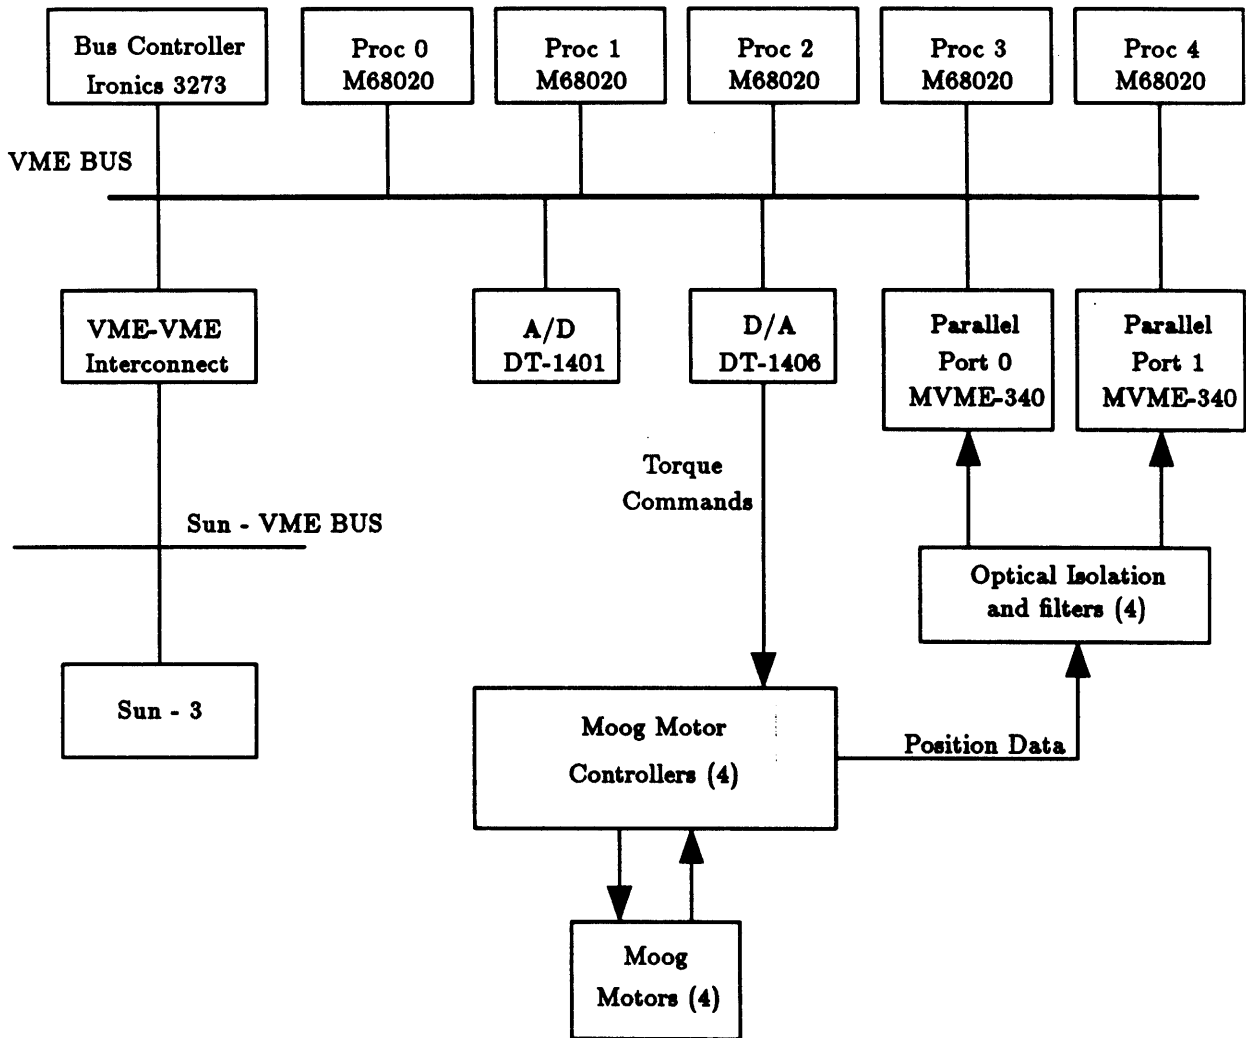 Bus Controller
Ironics 3273
Proc 0
M68020
Proc 1
M68020
Proc 2
M68020
Proc 3
M68020
Proc 4
M68020
VME BUS
VME-VME
Interconnect
A/D
DT-1401
D/A
DT-1406
Parallel
Port 0
MVME-340
Parallel
Port 1
MVME-340
Torque
Commands
Sun - VME BUS
Optical Isolation
and filters (4)
Sun - 3
Moog Motor
Controllers (4)
Position Data
Moog
Motors (4)